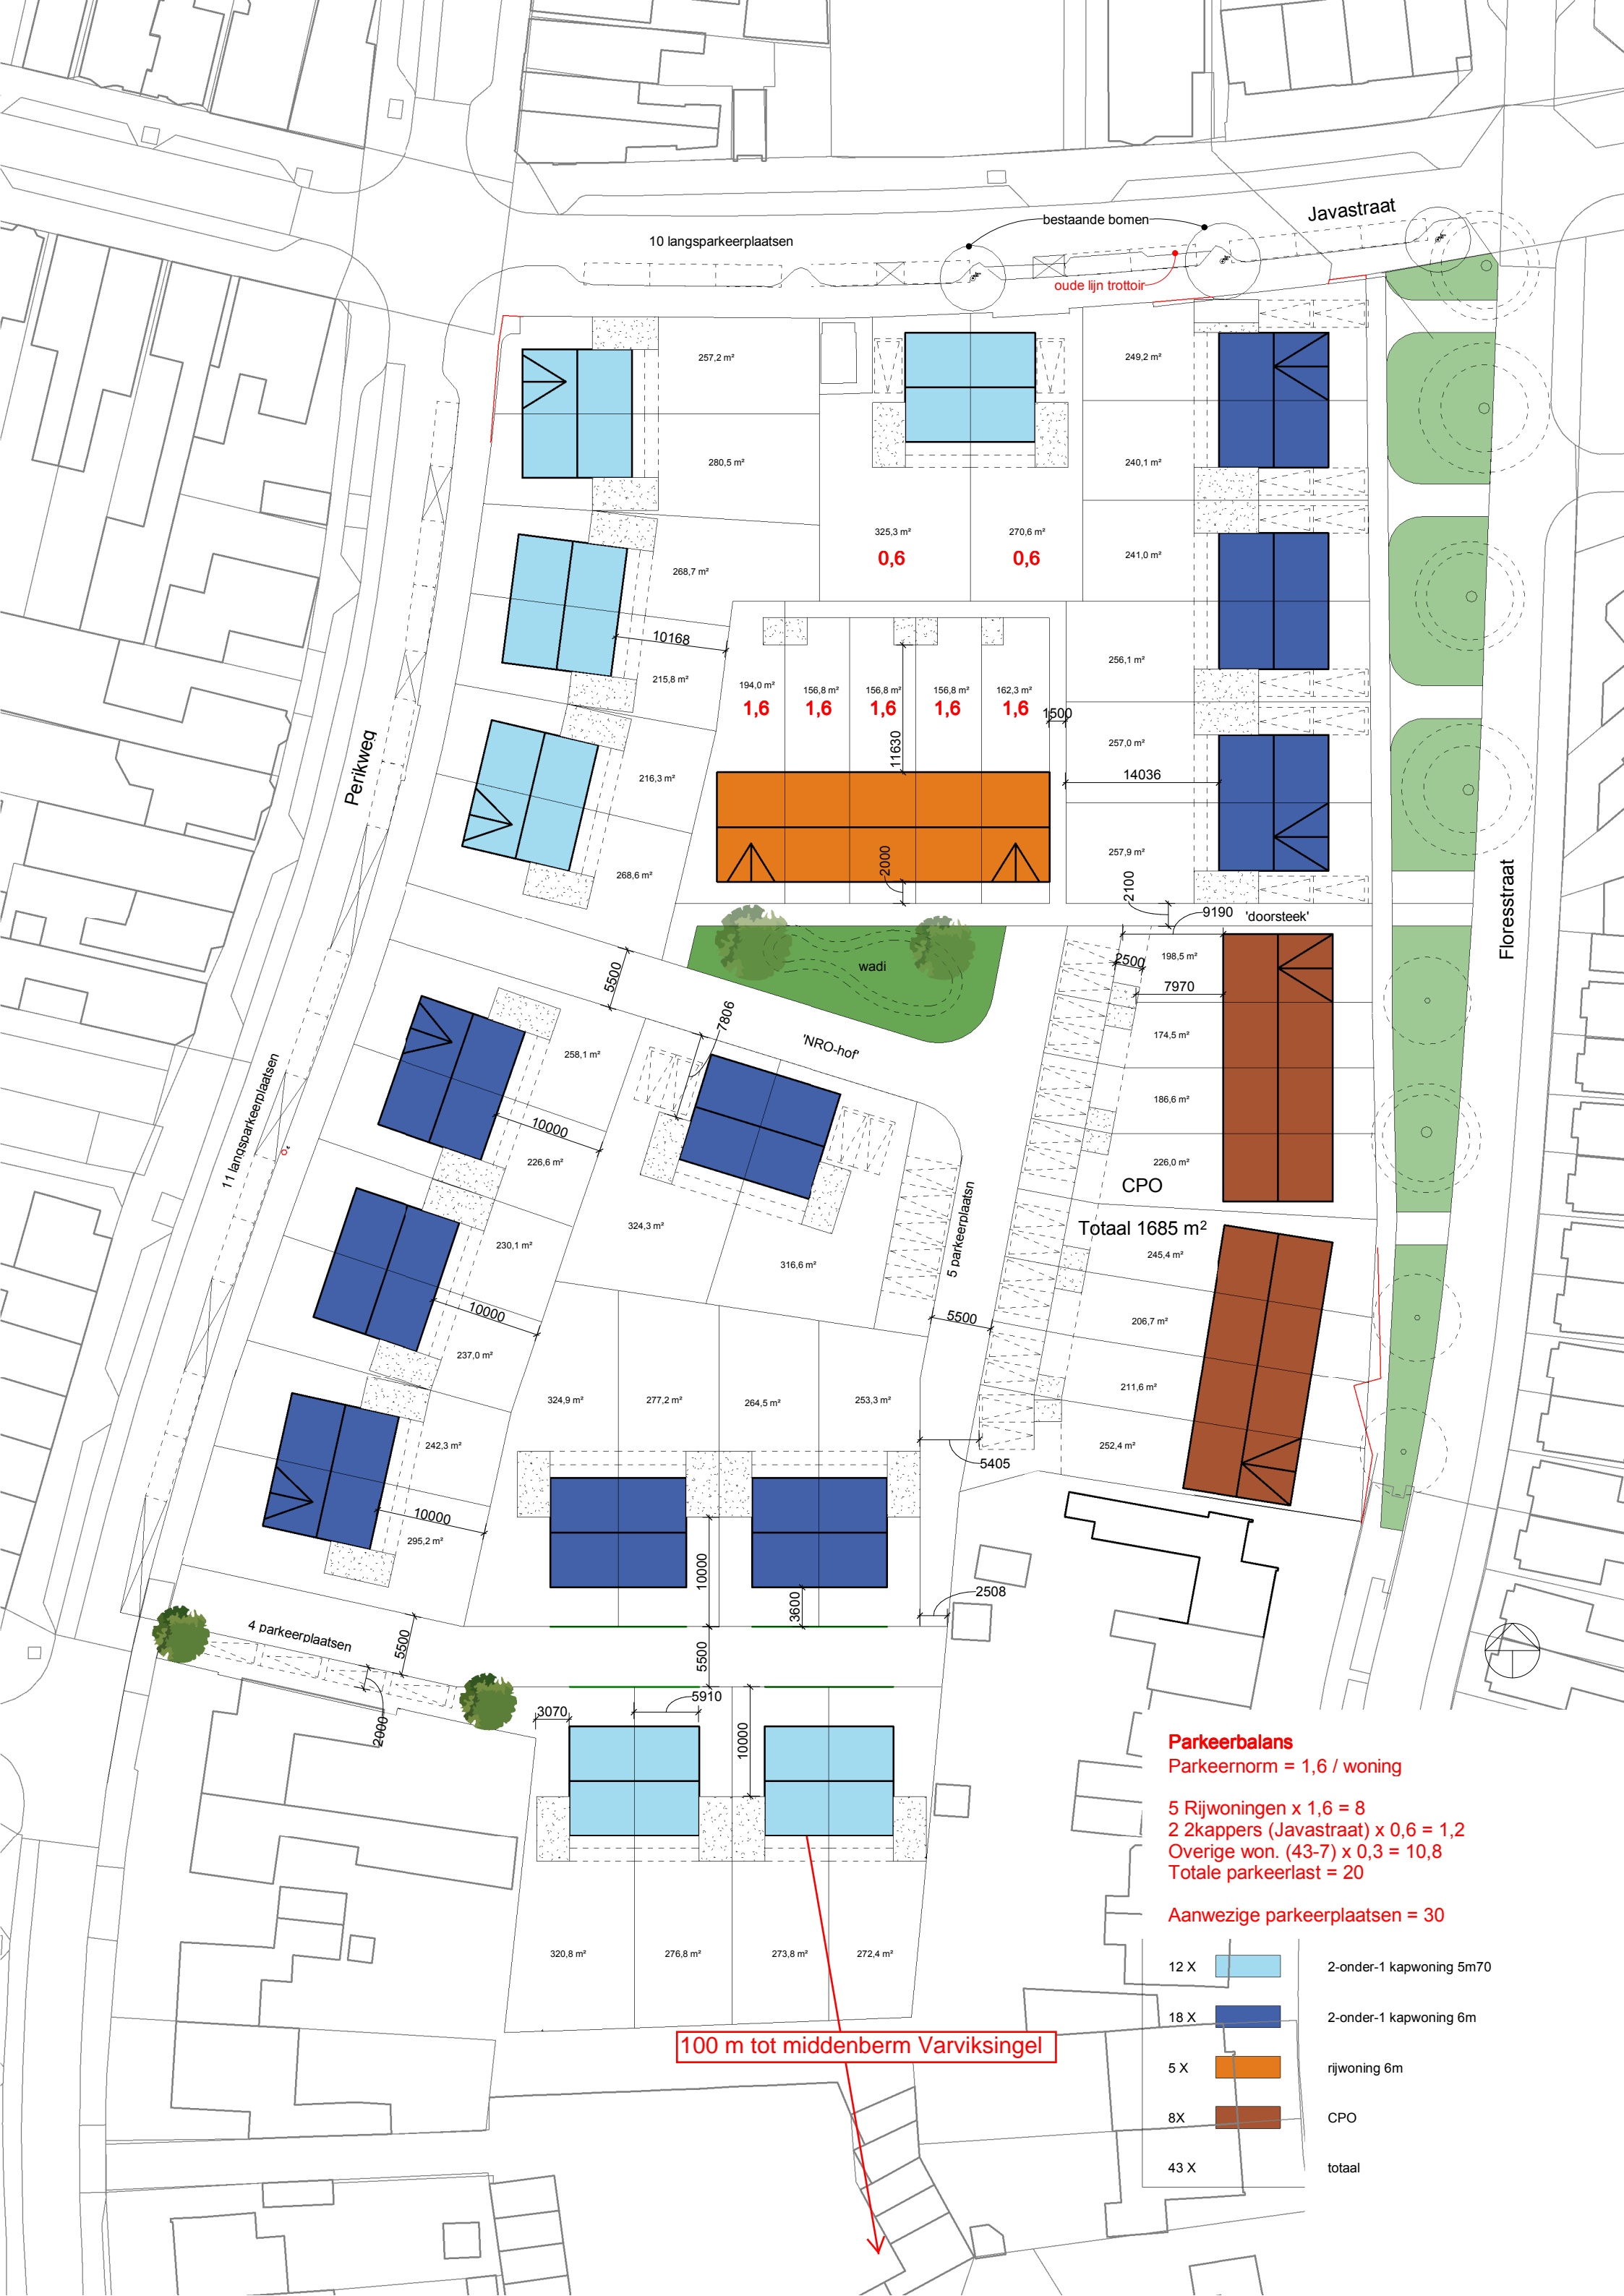 Javastraat
bestaande bomen
10 langsparkeerplaatsen
oude lijn trottoir
257,2 m²
249,2 m²
280,5 m²
240,1 m²
325,3 m²
270,6 m²
0,6
0,6
241,0 m²
268,7 m²
10168
215,8 m²
194,0 m²
156,8 m²
156,8 m²
156,8 m²
162,3 m²
1,6
1,6
1,6
1,6
1,6
256,1 m²
1500
11630
257,0 m²
14036
Perikweg
216,3 m²
268,6 m²
2000
257,9 m²
2100
9190
'doorsteek'
Floresstraat
wadi
5500
2500
198,5 m²
7970
7806
'NRO-hof'
174,5 m²
258,1 m²
10000
186,6 m²
11 langsparkeerplaatsen
226,6 m²
226,0 m²
CPO
324,3 m²
5 parkeerplaatsn
Totaal 1685 m²
230,1 m²
316,6 m²
245,4 m²
10000
5500
206,7 m²
237,0 m²
324,9 m²
277,2 m²
264,5 m²
253,3 m²
211,6 m²
242,3 m²
252,4 m²
5405
10000
295,2 m²
10000
3600
2508
4 parkeerplaatsen
5500
5500
2000
3070
5910
10000
Parkeerbalans
Parkeernorm = 1,6 / woning
5 Rijwoningen x 1,6 = 8
2 2kappers (Javastraat) x 0,6 = 1,2
Overige won. (43-7) x 0,3 = 10,8
Totale parkeerlast = 20
Aanwezige parkeerplaatsen = 30
320,8 m²
276,8 m²
273,8 m²
272,4 m²
12 X
2-onder-1 kapwoning 5m70
18 X
2-onder-1 kapwoning 6m
100 m tot middenberm Varviksingel
5 X
rijwoning 6m
8X
CPO
43 X
totaal